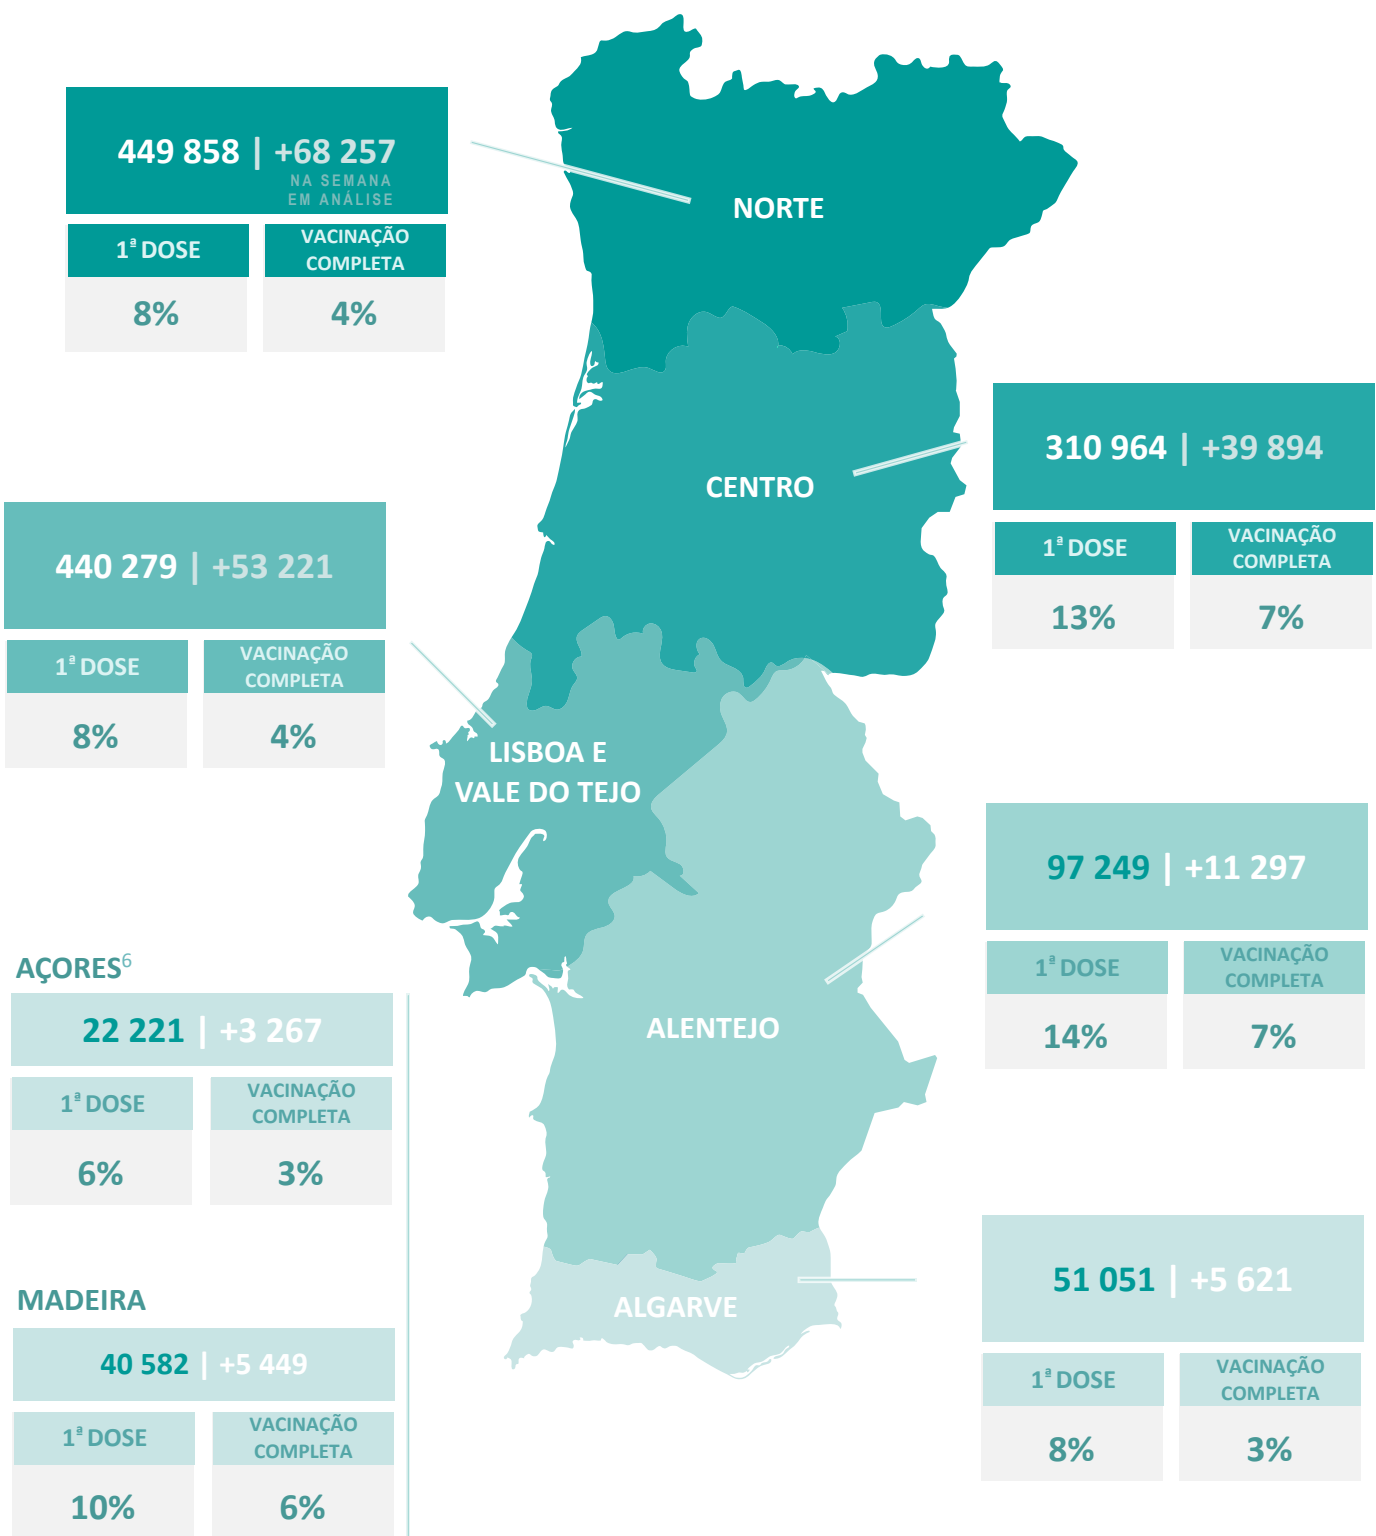 449 858 | +68 257
NA SEMANA
EM ANÁLISE
1ª DOSE
VACINAÇÃO
COMPLETA
8%
4%
NORTE
310 964 | +39 894
1ª DOSE
VACINAÇÃO
COMPLETA
13%
7%
CENTRO
440 279 | +53 221
1ª DOSE
VACINAÇÃO
COMPLETA
8%
4%
LISBOA E
VALE DO TEJO
97 249 | +11 297
1ª DOSE
VACINAÇÃO
COMPLETA
14%
7%
ALENTEJO
AÇORES⁶
22 221 | +3 267
1ª DOSE
VACINAÇÃO
COMPLETA
6%
3%
51 051 | +5 621
1ª DOSE
VACINAÇÃO
COMPLETA
8%
3%
ALGARVE
MADEIRA
40 582 | +5 449
1ª DOSE
VACINAÇÃO
COMPLETA
10%
6%